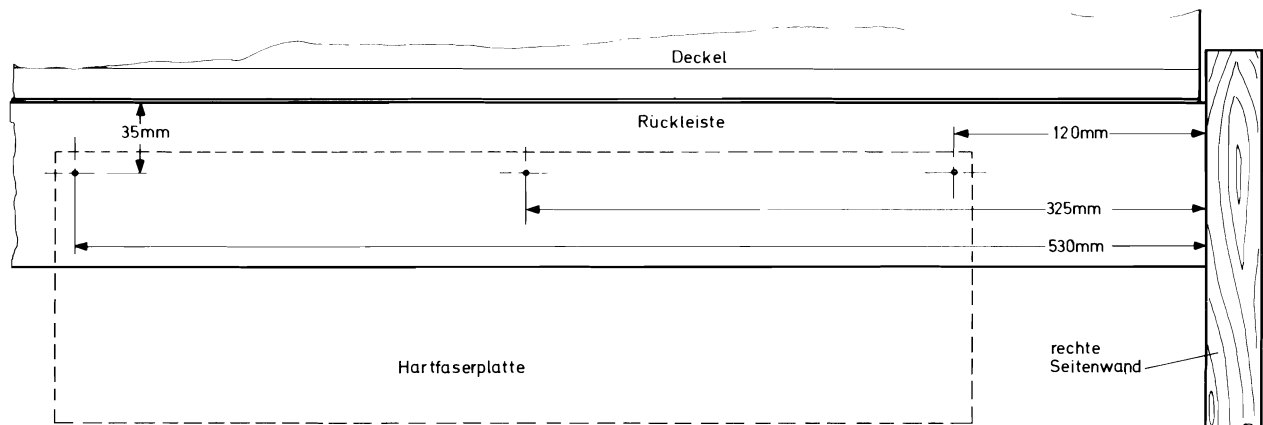 Deckel
Rückleiste
35mm
120mm
325mm
530mm
Hartfaserplatte
rechte
Seitenwand